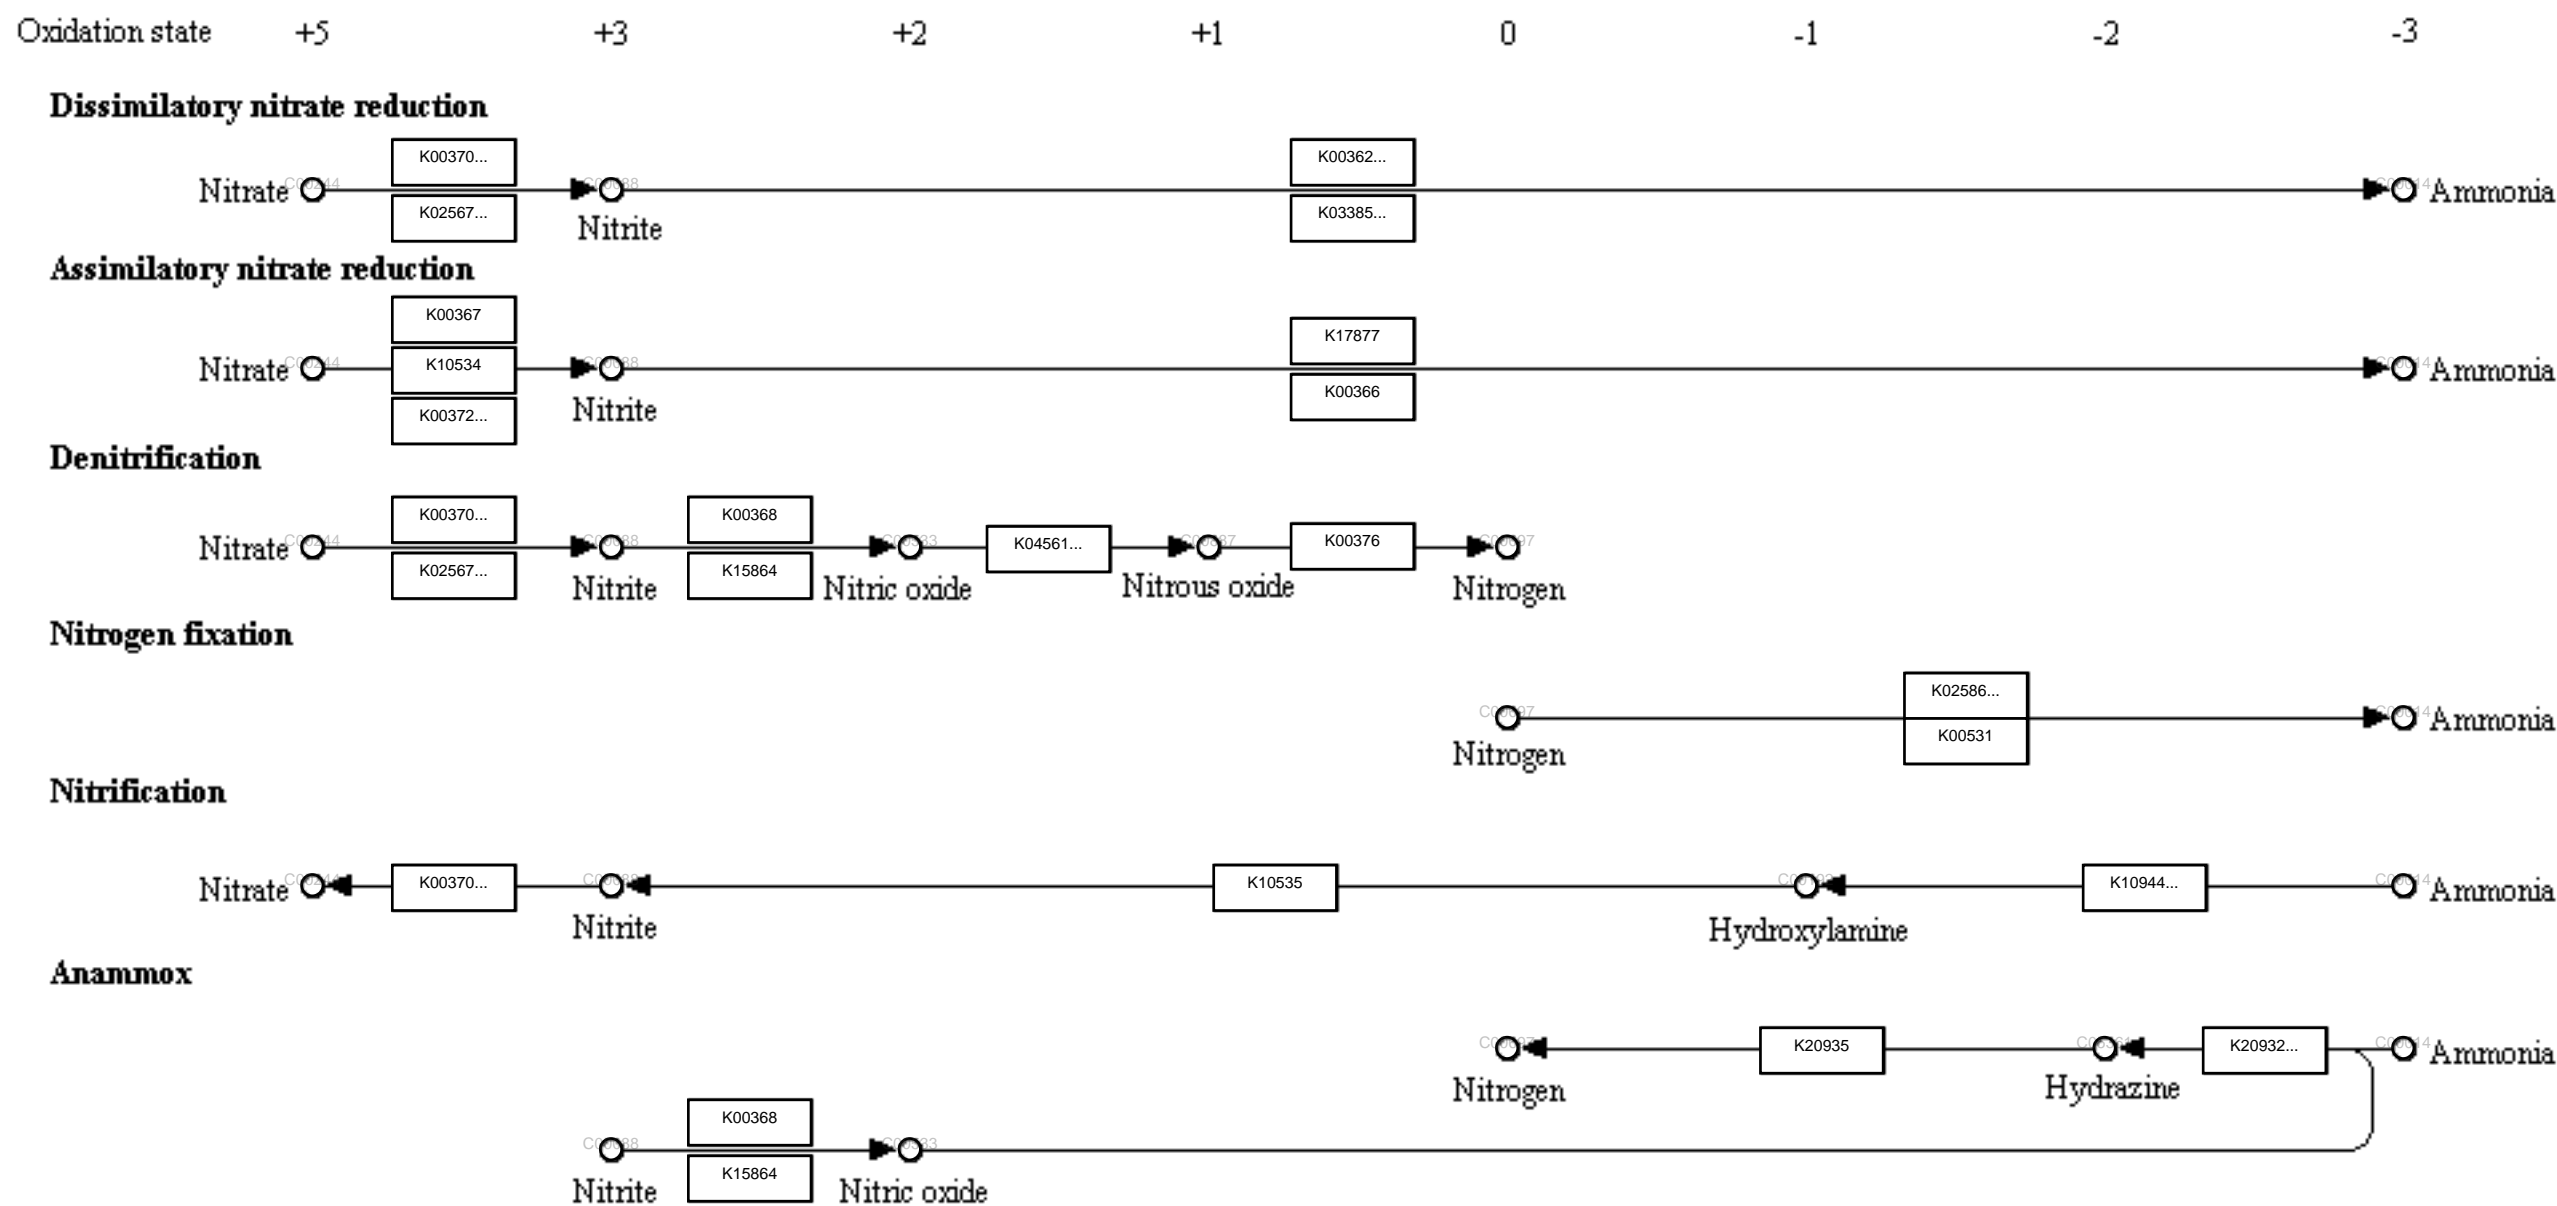 Oxidation state +5 +3 +2 +1 0 -1 -2 -3
Dissimilatory nitrate reduction
K00370... K00362...
Nitrate Ammonia
K02567... K03385...
Nitrite
Assimilatory nitrate reduction
K00367
K17877
Nitrate K10534 Ammonia
K00366
K00372... Nitrite
Denitrification
K00370... K00368
Nitrate K04561... K00376
K02567... K15864
Nitrite Nitric oxide Nitrous oxide Nitrogen
Nitrogen fixation
K02586...
Ammonia
K00531
Nitrogen
Nitrification
Nitrate K00370... K10535 K10944... Ammonia
Nitrite Hydroxylamine
Anammox
K20935 K20932... Ammonia
Nitrogen Hydrazine
K00368
K15864
Nitrite Nitric oxide